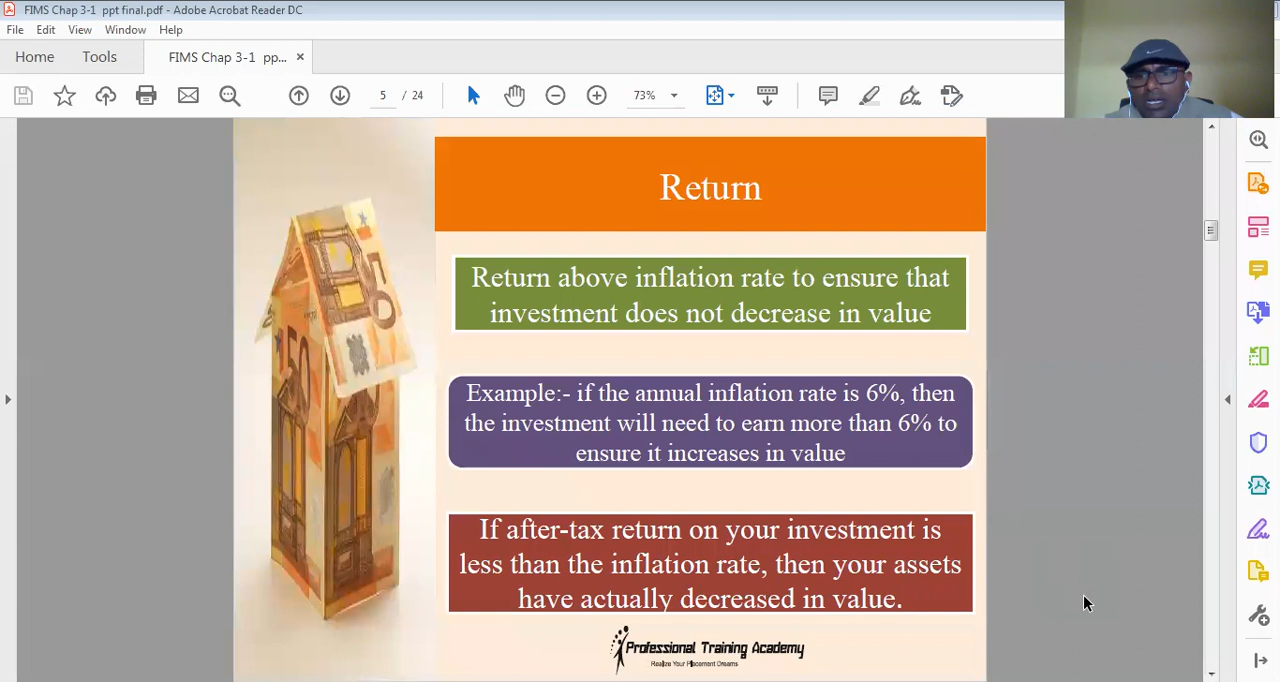 FIMS Chap 3-1 ppt final.pdf - Adobe Acrobat Reader DC
File Edit View Window Help
Home Tools FIMS Chap 3-1 pp... ×
5 / 24 73%
Return
Return above inflation rate to ensure that
investment does not decrease in value
Example:- if the annual inflation rate is 6%, then
the investment will need to earn more than 6% to
ensure it increases in value
If after-tax return on your investment is
less than the inflation rate, then your assets
have actually decreased in value.
Professional Training Academy
Realize Your Placement Dreams